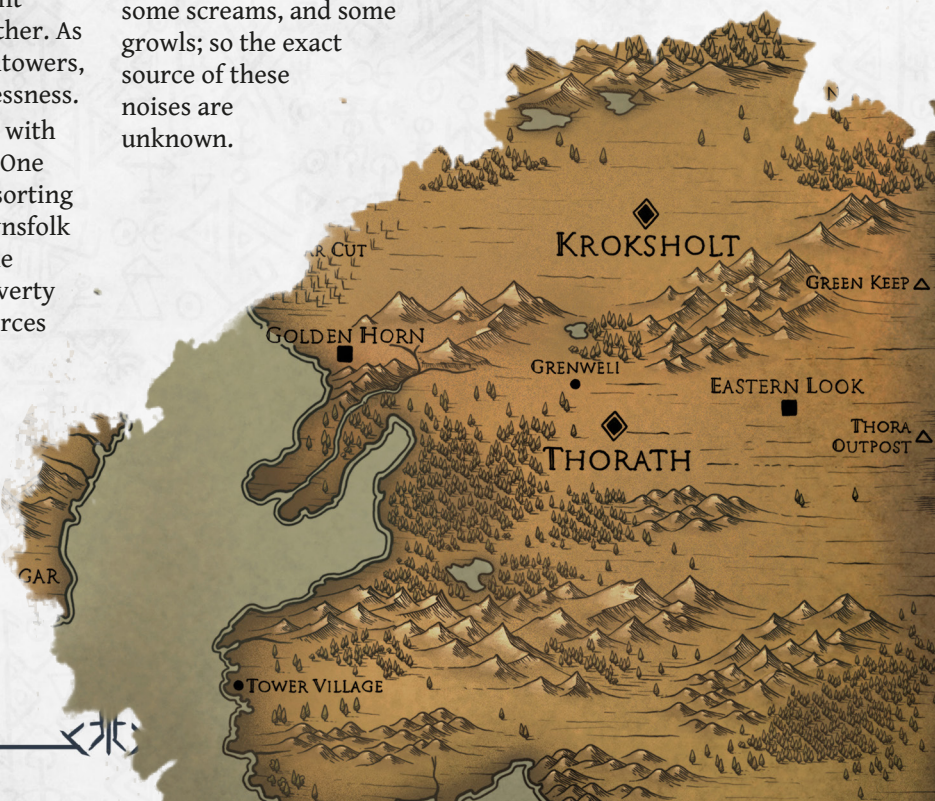 ther. As
towers,
essness.
with
One
sorting
nsfolk
e
verty
rces
some screams, and some
growls; so the exact
source of these
noises are
unknown.
N
Kroksholt
R CUT
Green Keep
Golden Horn
Grenweli
Eastern Look
Thora
Outpost
Thorath
GAR
Tower Village